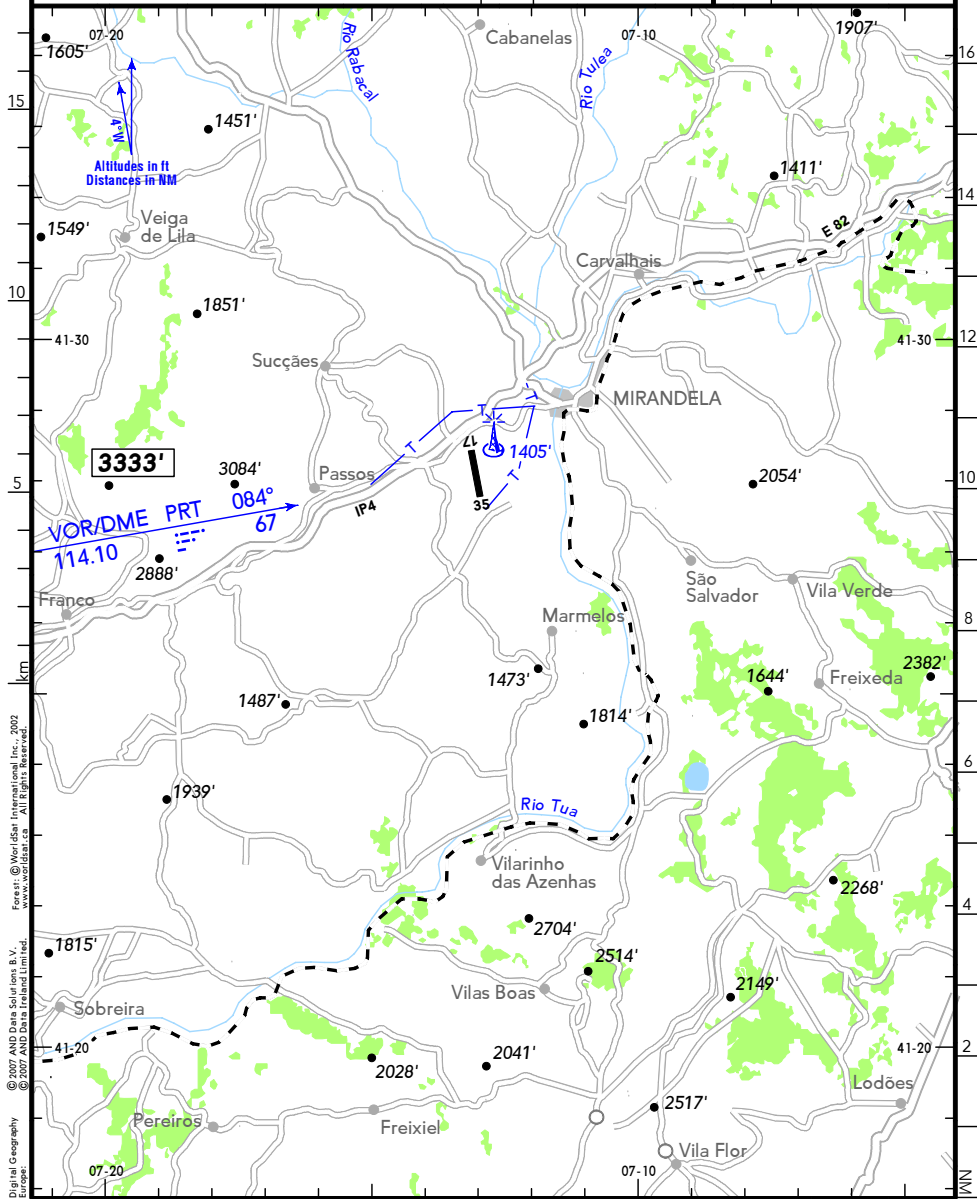 07-20
07-10
1907'
1605'
Cabanelas
Rio Rabaçal
Rio Tulea
16
15
1451'
4°W
Altitudes in ft
Distances in NM
1411'
14
1549'
Veiga
de Lila
E 82
Carvalhais
10
1851'
12
41-30
41-30
Sucçães
MIRANDELA
T
T
T
T
17
1405'
3333'
3084'
Passos
2054'
10
5
35
IP4
VOR/DME PRT 084°
114.10
67
2888'
São
Salvador
Vila Verde
Franco
Marmelos
8
km
1473'
1644'
Freixeda
2382'
1487'
1814'
6
1939'
Rio Tua
Vilarinho
das Azenhas
2268'
4
2704'
1815'
2514'
Vilas Boas
2149'
Sobreira
41-20
41-20
2
2028'
2041'
Lodões
2517'
Pereiros
Freixiel
Vila Flor
07-20
07-10
NM
Forest: © WorldSat International Inc., 2002
www.worldsat.ca All Rights Reserved.
© 2007 AND Data Solutions B.V.
© 2007 AND Data Ireland Limited.
Digital Geography
Europe: